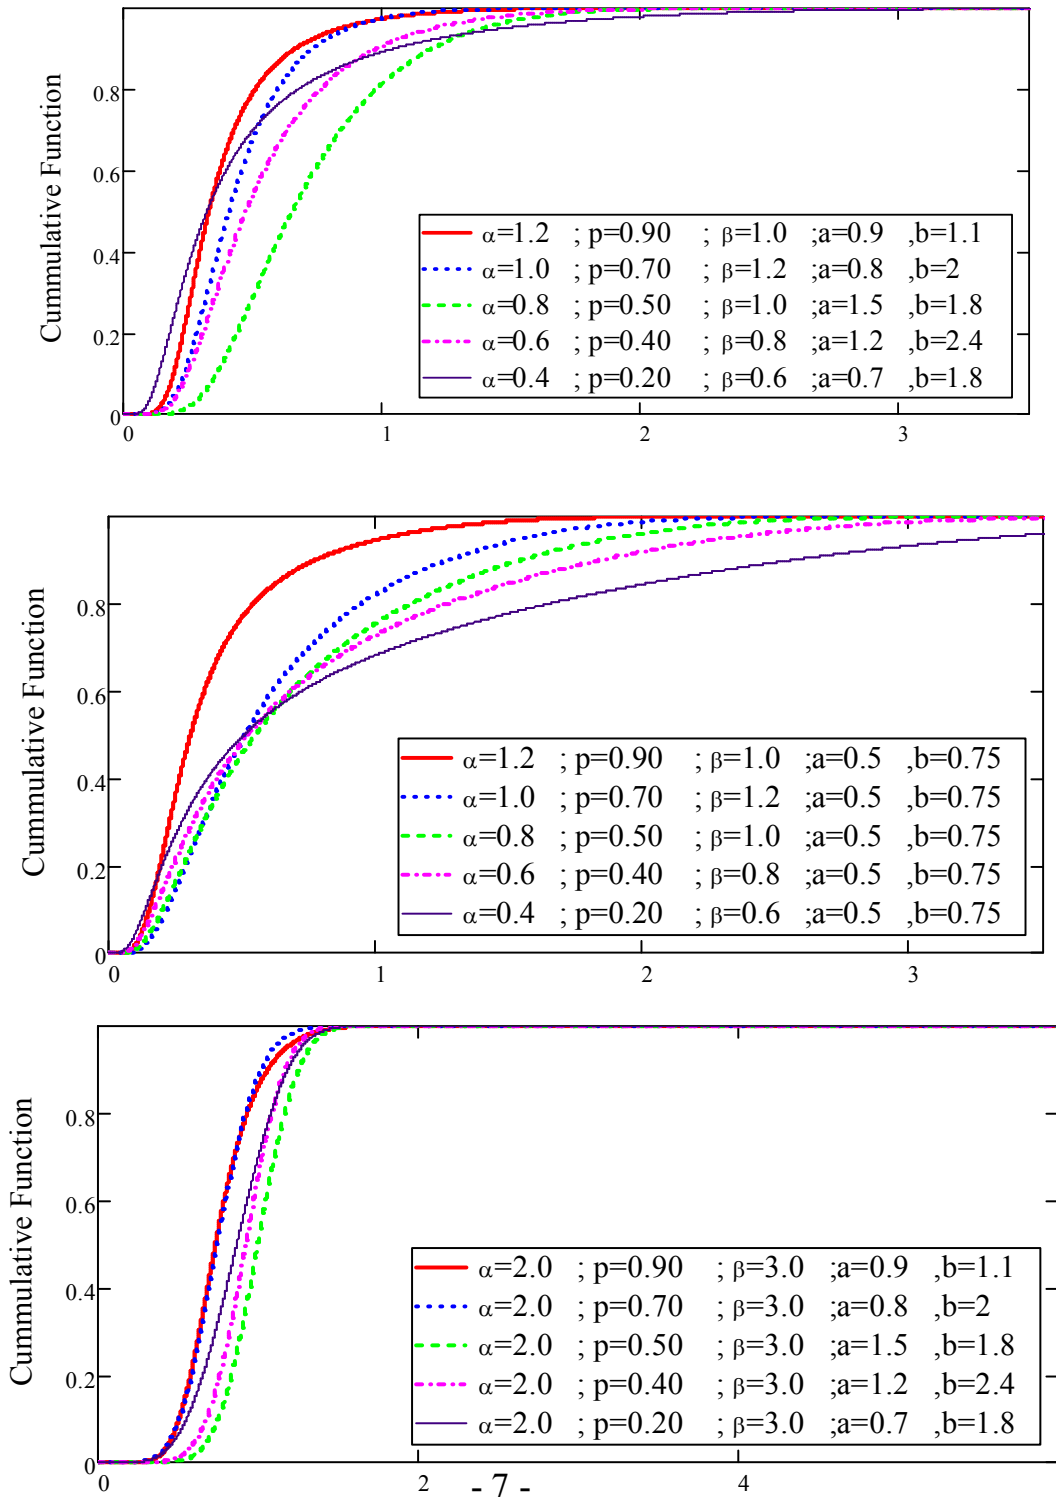 Cummulative Function
0.8
0.6
0.4
0.2
0
α=1.2 ; p=0.90 ; β=1.0 ;a=0.9 ,b=1.1
α=1.0 ; p=0.70 ; β=1.2 ;a=0.8 ,b=2
α=0.8 ; p=0.50 ; β=1.0 ;a=1.5 ,b=1.8
α=0.6 ; p=0.40 ; β=0.8 ;a=1.2 ,b=2.4
α=0.4 ; p=0.20 ; β=0.6 ;a=0.7 ,b=1.8
0 1 2 3
Cummulative Function
0.8
0.6
0.4
0.2
0
α=1.2 ; p=0.90 ; β=1.0 ;a=0.5 ,b=0.75
α=1.0 ; p=0.70 ; β=1.2 ;a=0.5 ,b=0.75
α=0.8 ; p=0.50 ; β=1.0 ;a=0.5 ,b=0.75
α=0.6 ; p=0.40 ; β=0.8 ;a=0.5 ,b=0.75
α=0.4 ; p=0.20 ; β=0.6 ;a=0.5 ,b=0.75
0 1 2 3
Cummulative Function
0.8
0.6
0.4
0.2
0
α=2.0 ; p=0.90 ; β=3.0 ;a=0.9 ,b=1.1
α=2.0 ; p=0.70 ; β=3.0 ;a=0.8 ,b=2
α=2.0 ; p=0.50 ; β=3.0 ;a=1.5 ,b=1.8
α=2.0 ; p=0.40 ; β=3.0 ;a=1.2 ,b=2.4
α=2.0 ; p=0.20 ; β=3.0 ;a=0.7 ,b=1.8
0 2 4
- 7 -